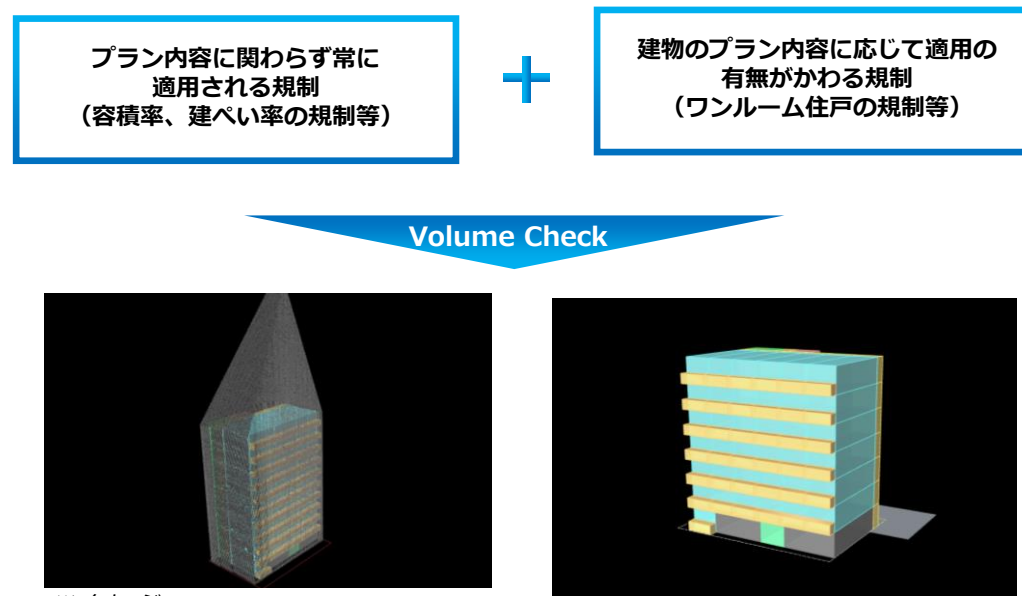 プラン内容に関わらず常に
適用される規制
（容積率、建ぺい率の規制等）
建物のプラン内容に応じて適用の
有無がかわる規制
（ワンルーム住戸の規制等）
Volume Check